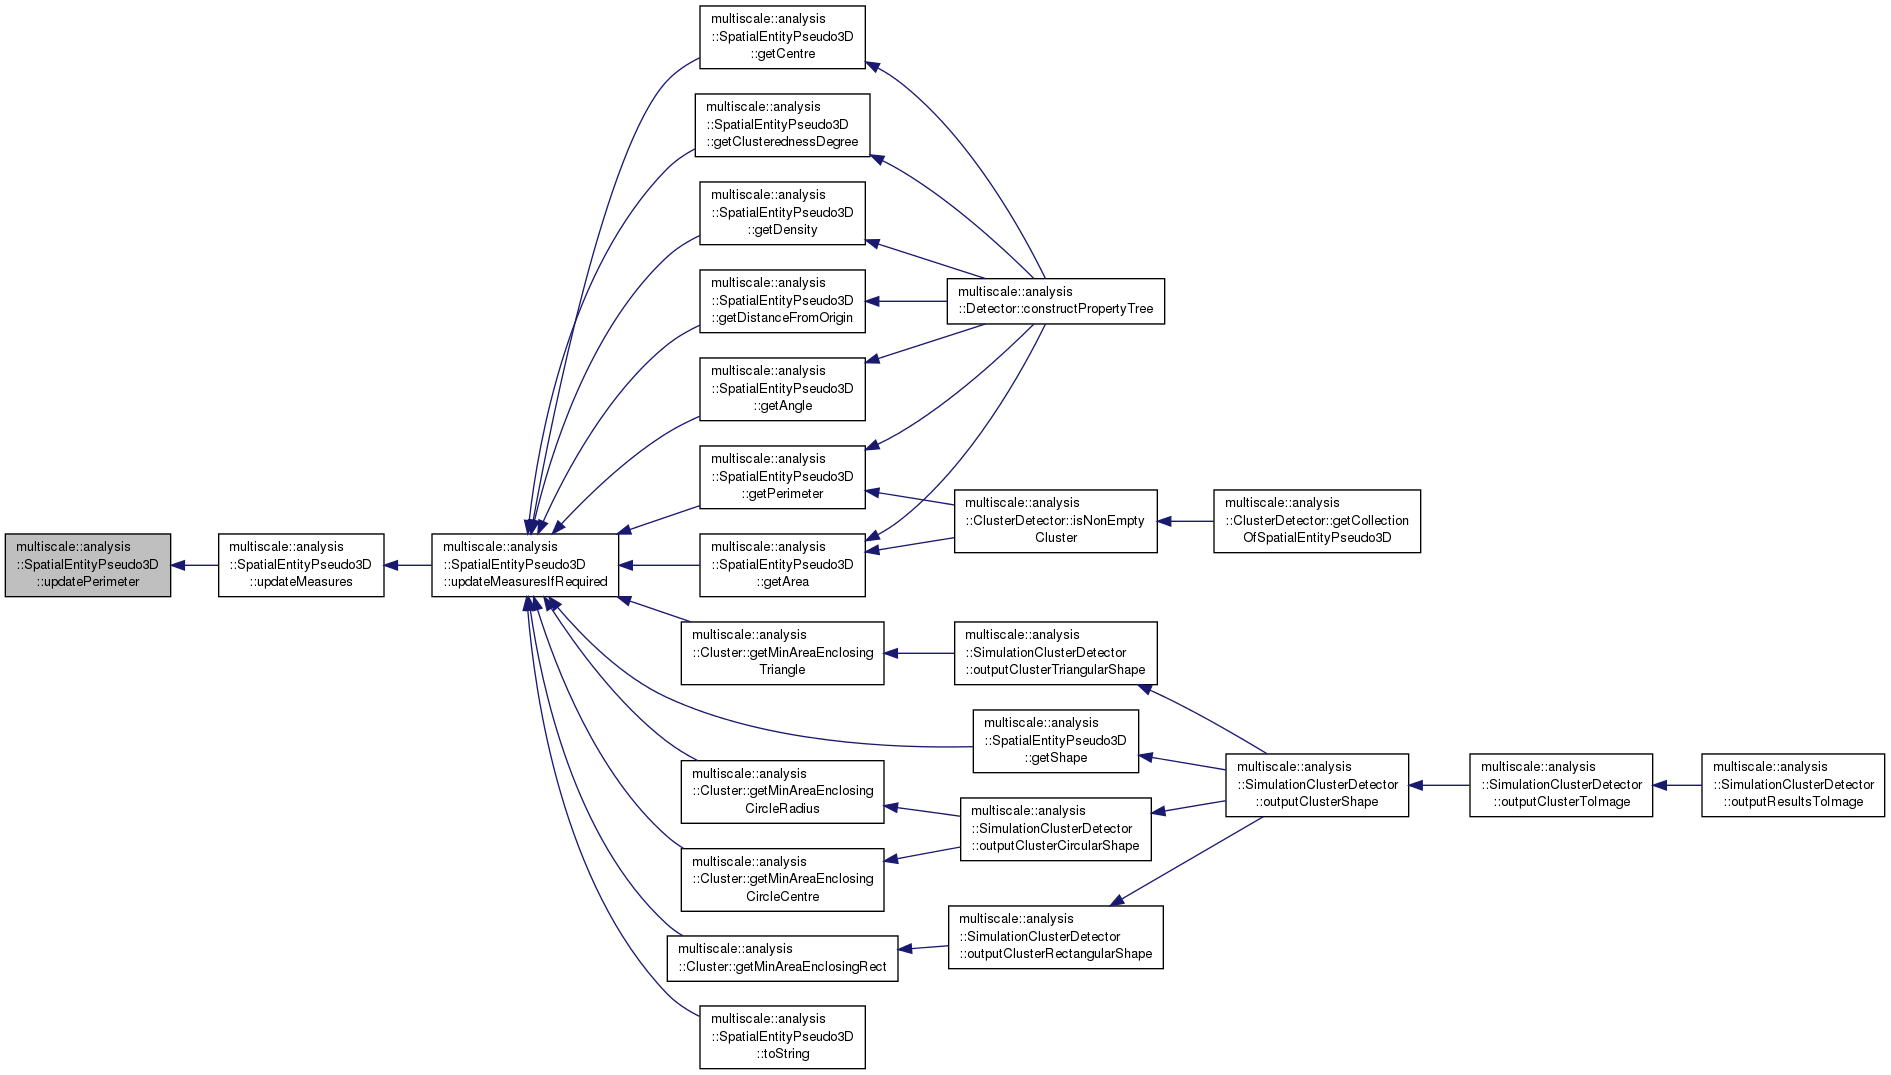 multiscale::analysis
::SpatialEntityPseudo3D
::getCentre
multiscale::analysis
::SpatialEntityPseudo3D
::getClusterednessDegree
multiscale::analysis
::SpatialEntityPseudo3D
::getDensity
multiscale::analysis
::SpatialEntityPseudo3D
::getDistanceFromOrigin
multiscale::analysis
::Detector::constructPropertyTree
multiscale::analysis
::SpatialEntityPseudo3D
::getAngle
multiscale::analysis
::SpatialEntityPseudo3D
::getPerimeter
multiscale::analysis
::ClusterDetector::isNonEmpty
Cluster
multiscale::analysis
::ClusterDetector::getCollection
OfSpatialEntityPseudo3D
multiscale::analysis
::SpatialEntityPseudo3D
::updatePerimeter
multiscale::analysis
::SpatialEntityPseudo3D
::updateMeasures
multiscale::analysis
::SpatialEntityPseudo3D
::updateMeasuresIfRequired
multiscale::analysis
::SpatialEntityPseudo3D
::getArea
multiscale::analysis
::Cluster::getMinAreaEnclosing
Triangle
multiscale::analysis
::SimulationClusterDetector
::outputClusterTriangularShape
multiscale::analysis
::SpatialEntityPseudo3D
::getShape
multiscale::analysis
::Cluster::getMinAreaEnclosing
CircleRadius
multiscale::analysis
::SimulationClusterDetector
::outputClusterCircularShape
multiscale::analysis
::SimulationClusterDetector
::outputClusterShape
multiscale::analysis
::SimulationClusterDetector
::outputClusterToImage
multiscale::analysis
::SimulationClusterDetector
::outputResultsToImage
multiscale::analysis
::Cluster::getMinAreaEnclosing
CircleCentre
multiscale::analysis
::Cluster::getMinAreaEnclosingRect
multiscale::analysis
::SimulationClusterDetector
::outputClusterRectangularShape
multiscale::analysis
::SpatialEntityPseudo3D
::toString